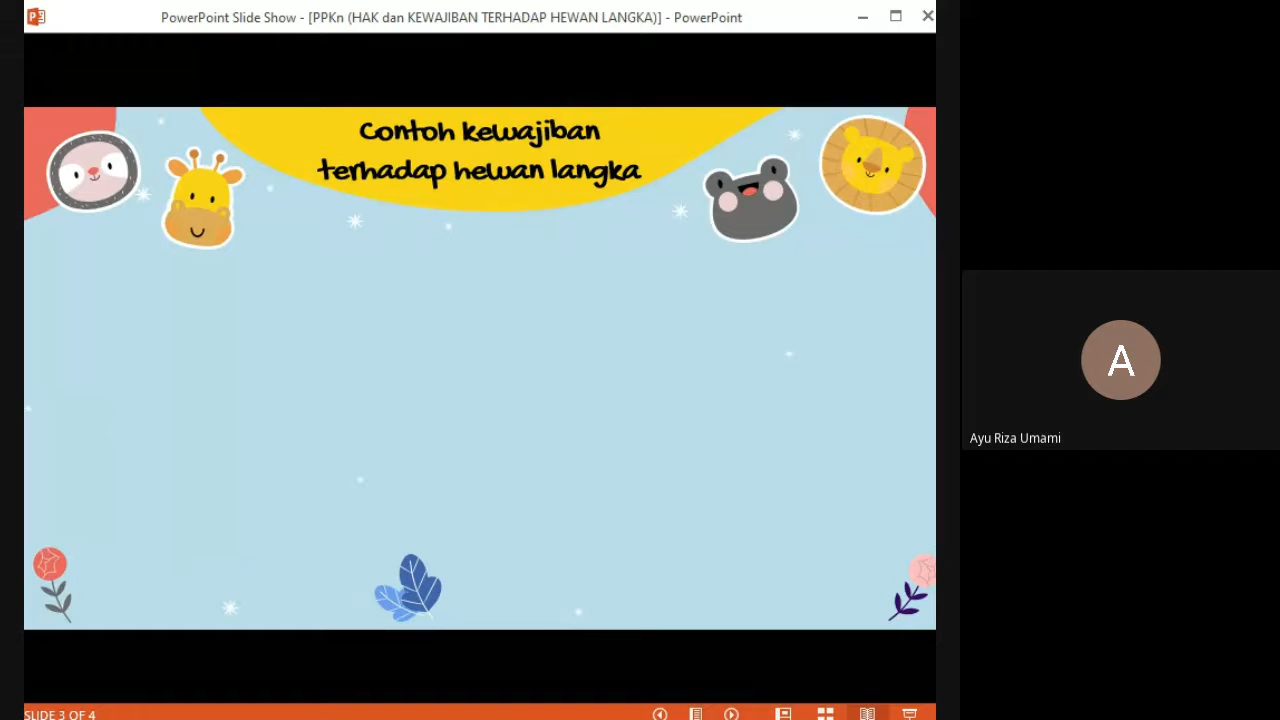 PowerPoint Slide Show - [PPKn (HAK dan KEWAJIBAN TERHADAP HEWAN LANGKA)] - PowerPoint
Contoh kewajiban
terhadap hewan langka
A
Ayu Riza Umami
SLIDE 3 OF 4